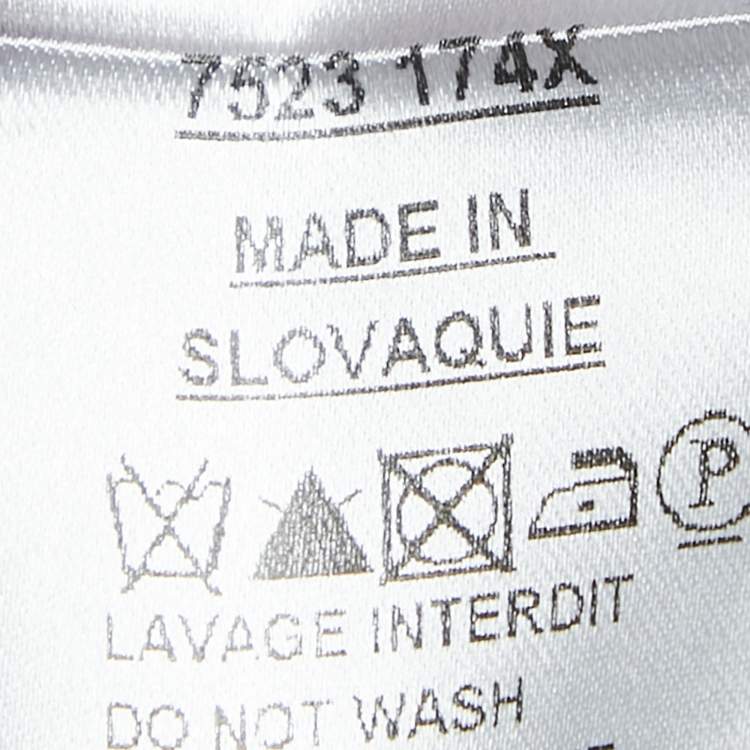 7523 174X
MADE IN
SLOVAQUIE
P
LAVAGE INTERDIT
DO NOT WASH